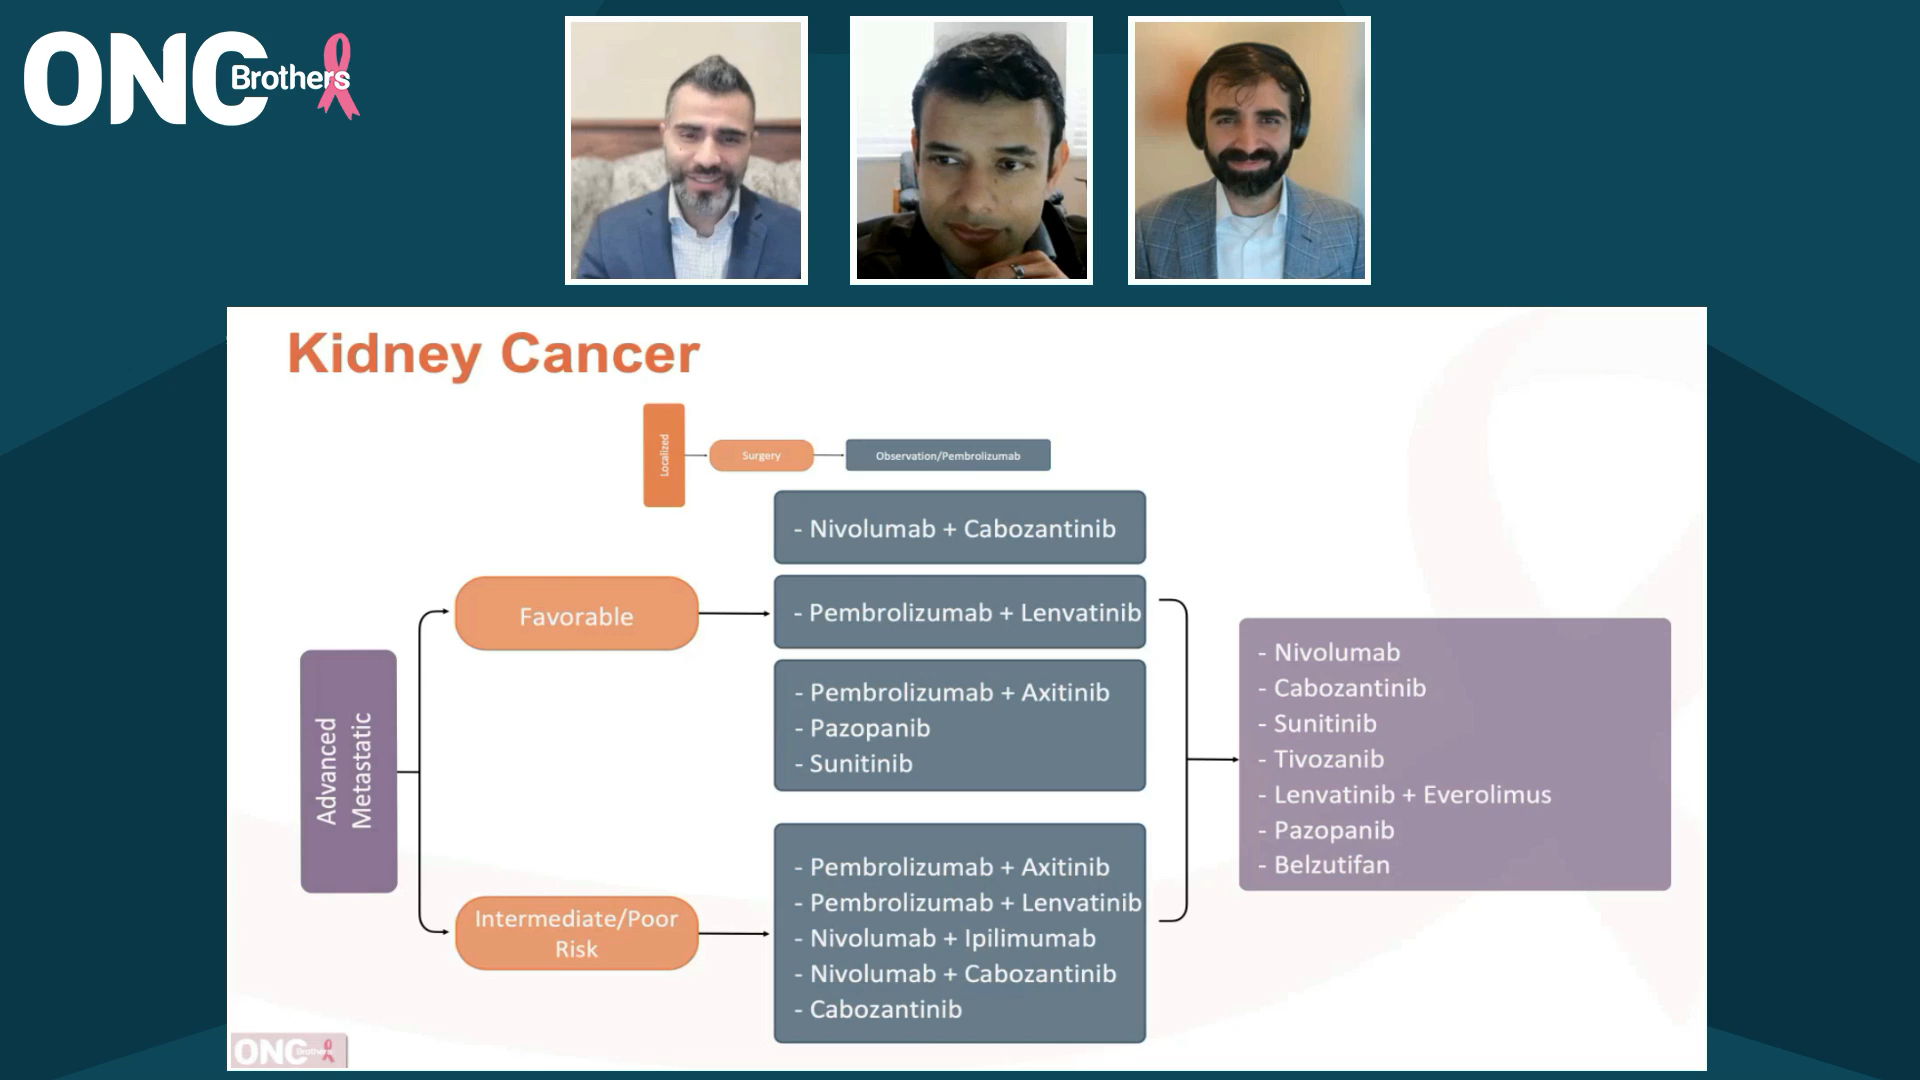 ONC
Brothers
Kidney Cancer
Localized
Surgery
Observation/Pembrolizumab
- Nivolumab + Cabozantinib
Favorable
- Pembrolizumab + Lenvatinib
- Pembrolizumab + Axitinib
- Pazopanib
- Sunitinib
Advanced
Metastatic
Intermediate/Poor
Risk
- Pembrolizumab + Axitinib
- Pembrolizumab + Lenvatinib
- Nivolumab + Ipilimumab
- Nivolumab + Cabozantinib
- Cabozantinib
- Nivolumab
- Cabozantinib
- Sunitinib
- Tivozanib
- Lenvatinib + Everolimus
- Pazopanib
- Belzutifan
ONC
Brothers